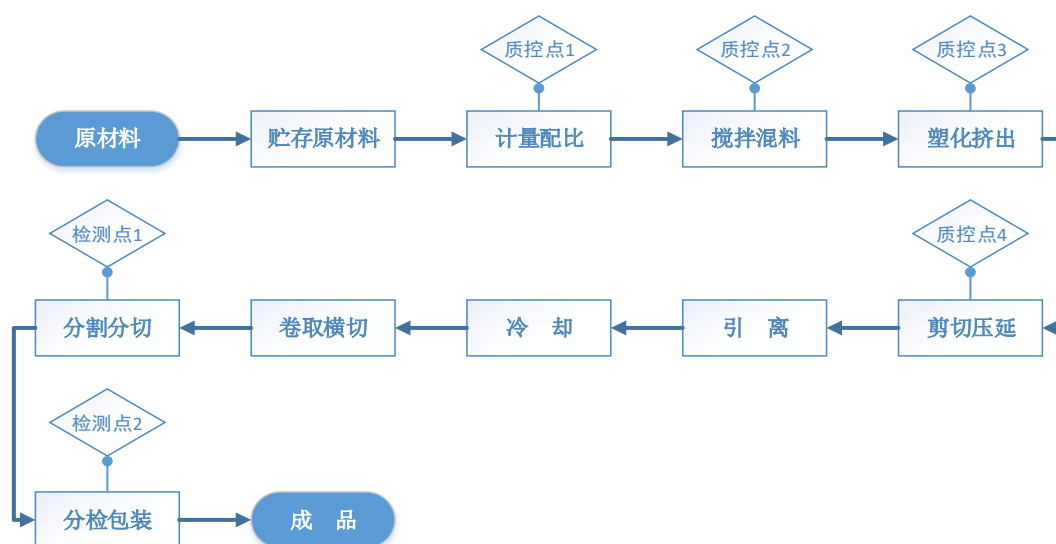 质控点1
质控点2
质控点3
原材料
贮存原材料
计量配比
搅拌混料
塑化挤出
检测点1
质控点4
分割分切
卷取横切
冷 却
引 离
剪切压延
检测点2
分检包装
成 品